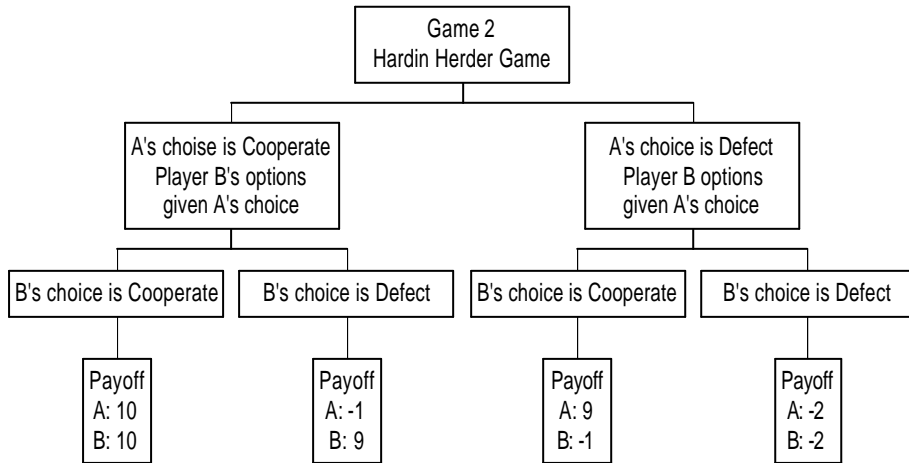 Game 2
Hardin Herder Game
A's choise is Cooperate
Player B's options
given A's choice
A's choice is Defect
Player B options
given A's choice
B's choice is Cooperate
B's choice is Defect
B's choice is Cooperate
B's choice is Defect
Payoff
A: 10
B: 10
Payoff
A: -1
B: 9
Payoff
A: 9
B: -1
Payoff
A: -2
B: -2